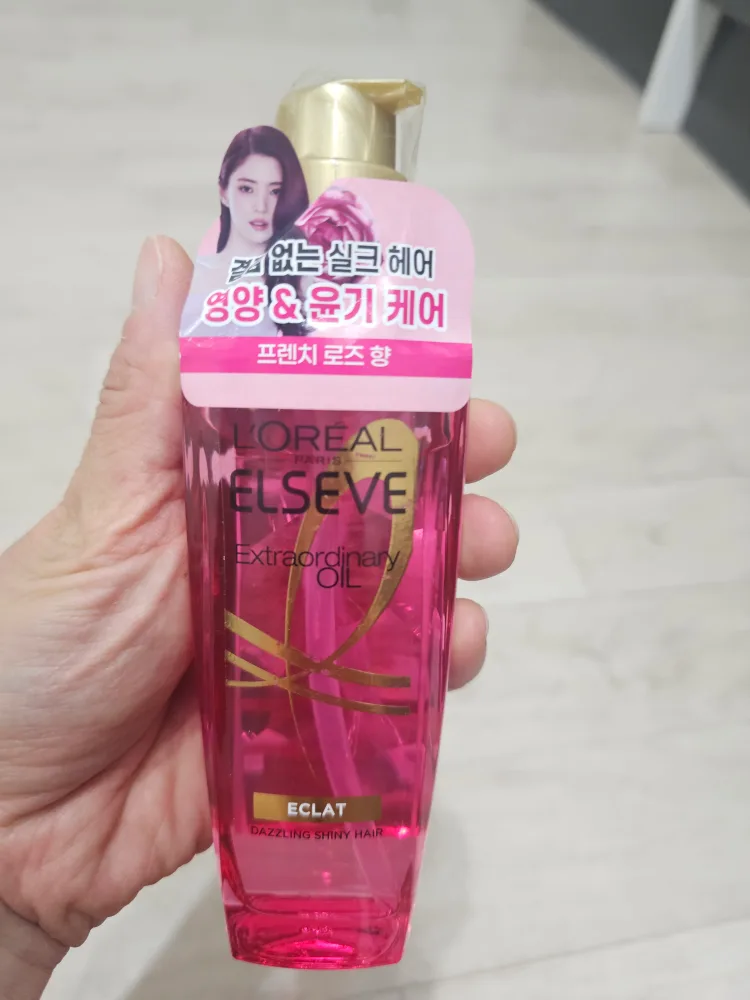 없는 실크 헤어
영양 & 윤기 케어
프렌치 로즈 향
L'ORÉAL
PARIS
ELSEVE
Extraordinary
OIL
ECLAT
DAZZLING SHINY HAIR